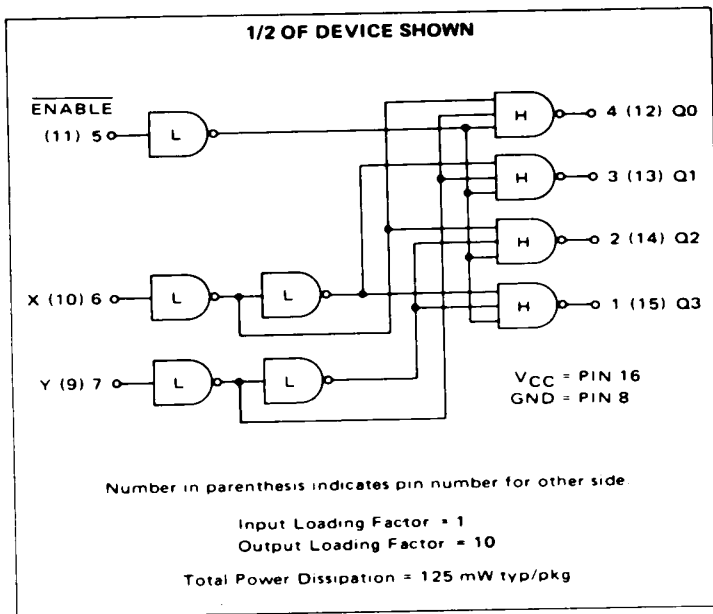 1/2 OF DEVICE SHOWN
ENABLE
(11) 5
L
H
4 (12) Q0
H
3 (13) Q1
H
2 (14) Q2
X (10) 6
L
L
H
1 (15) Q3
Y (9) 7
L
L
VCC = PIN 16
GND = PIN 8
Number in parenthesis indicates pin number for other side.
Input Loading Factor = 1
Output Loading Factor = 10
Total Power Dissipation = 125 mW typ/pkg